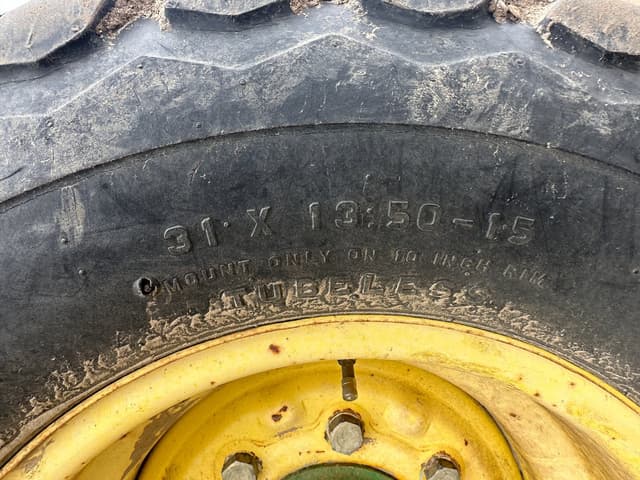 31 X 13.50-15
MOUNT ONLY ON 10 INCH RIM
TUBELESS